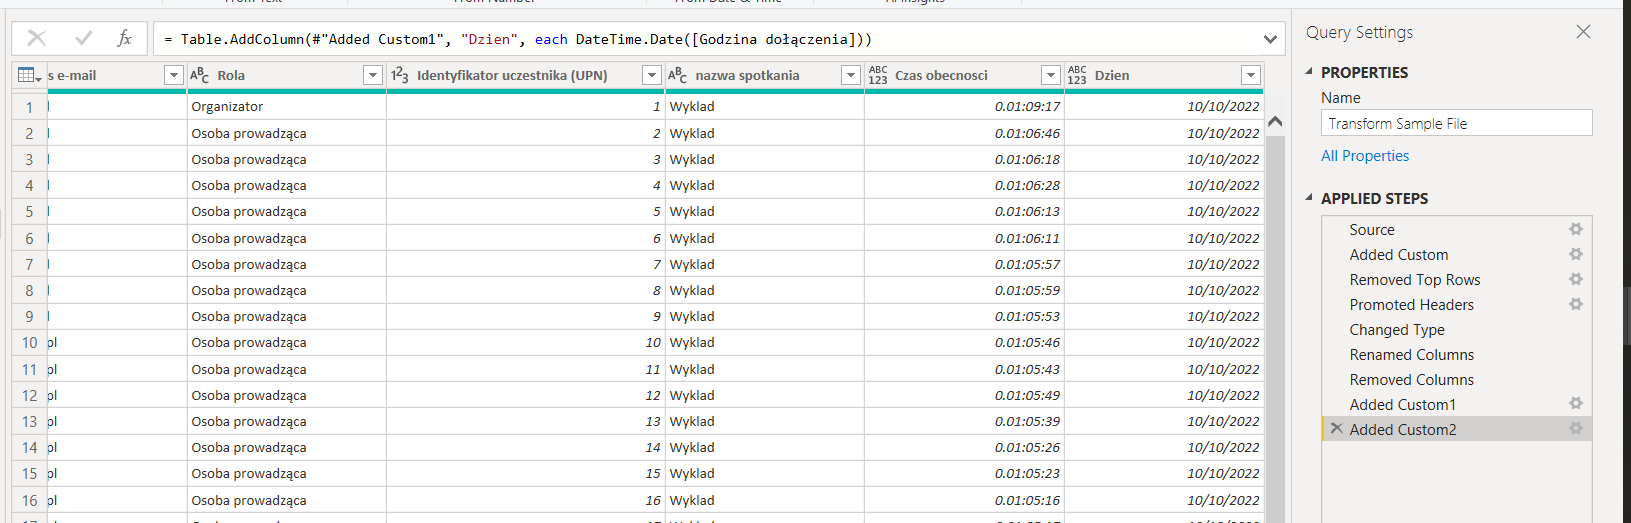 = Table.AddColumn(#"Added Custom1", "Dzien", each DateTime.Date([Godzina dołączenia]))
s e-mail ABC Rola 123 Identyfikator uczestnika (UPN) ABC nazwa spotkania ABC 123 Czas obecnosci ABC 123 Dzien
1 Organizator 1 Wyklad 0.01:09:17 10/10/2022
2 Osoba prowadząca 2 Wyklad 0.01:06:46 10/10/2022
3 Osoba prowadząca 3 Wyklad 0.01:06:18 10/10/2022
4 Osoba prowadząca 4 Wyklad 0.01:06:28 10/10/2022
5 Osoba prowadząca 5 Wyklad 0.01:06:13 10/10/2022
6 Osoba prowadząca 6 Wyklad 0.01:06:11 10/10/2022
7 Osoba prowadząca 7 Wyklad 0.01:05:57 10/10/2022
8 Osoba prowadząca 8 Wyklad 0.01:05:59 10/10/2022
9 Osoba prowadząca 9 Wyklad 0.01:05:53 10/10/2022
10 pl Osoba prowadząca 10 Wyklad 0.01:05:46 10/10/2022
11 pl Osoba prowadząca 11 Wyklad 0.01:05:43 10/10/2022
12 pl Osoba prowadząca 12 Wyklad 0.01:05:49 10/10/2022
13 pl Osoba prowadząca 13 Wyklad 0.01:05:39 10/10/2022
14 pl Osoba prowadząca 14 Wyklad 0.01:05:26 10/10/2022
15 pl Osoba prowadząca 15 Wyklad 0.01:05:23 10/10/2022
16 pl Osoba prowadząca 16 Wyklad 0.01:05:16 10/10/2022
Query Settings
PROPERTIES
Name
Transform Sample File
All Properties
APPLIED STEPS
Source
Added Custom
Removed Top Rows
Promoted Headers
Changed Type
Renamed Columns
Removed Columns
Added Custom1
Added Custom2